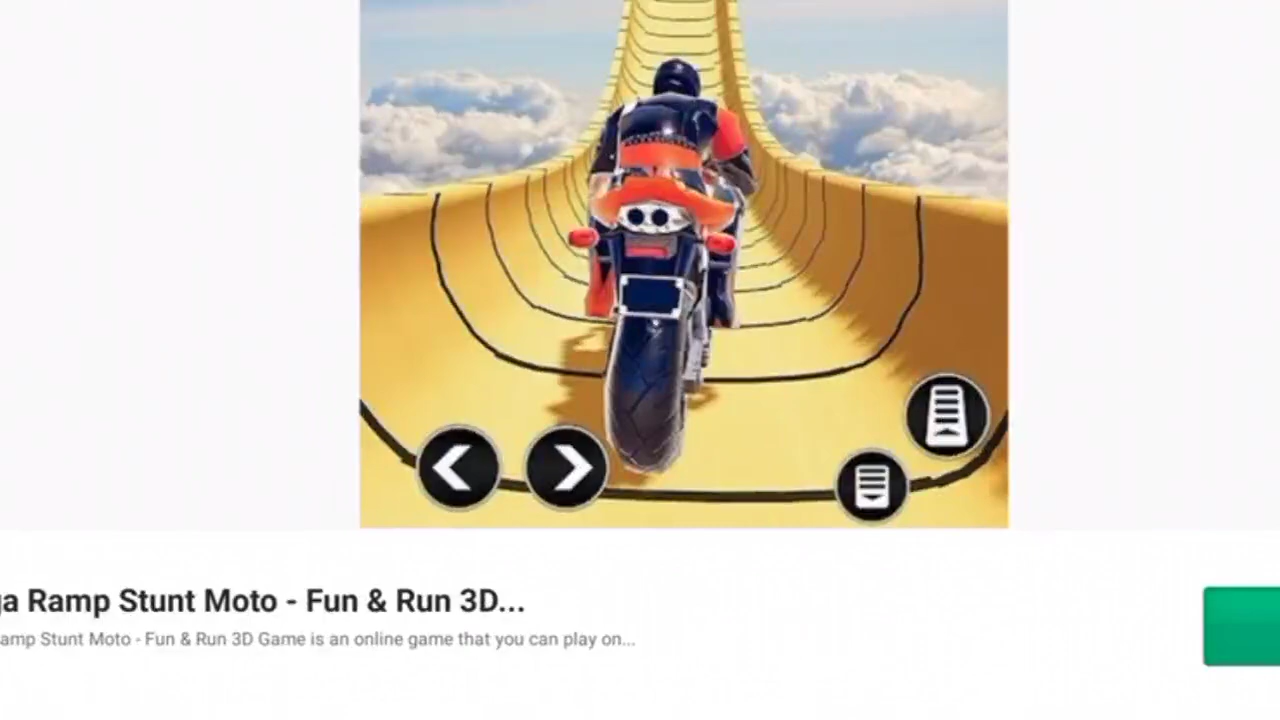 a Ramp Stunt Moto - Fun & Run 3D...
amp Stunt Moto - Fun & Run 3D Game is an online game that you can play on...